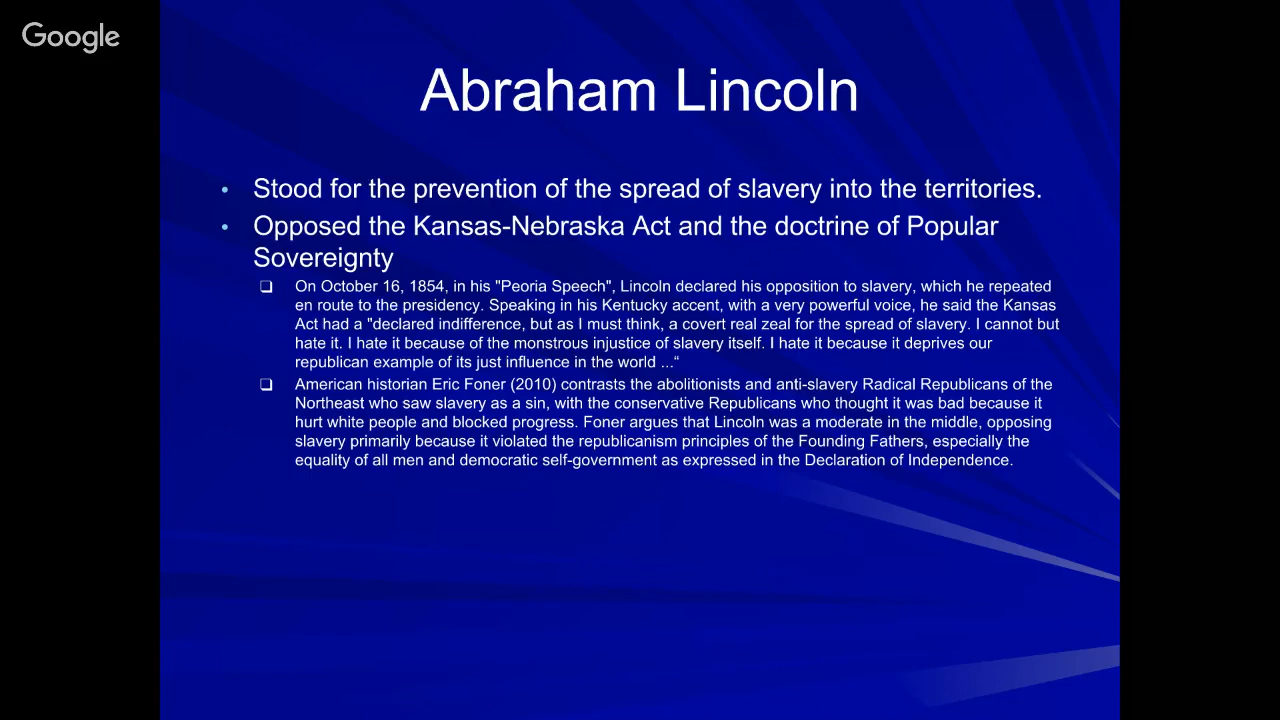 Google
Abraham Lincoln
• Stood for the prevention of the spread of slavery into the territories.
• Opposed the Kansas-Nebraska Act and the doctrine of Popular
Sovereignty
❑ On October 16, 1854, in his "Peoria Speech", Lincoln declared his opposition to slavery, which he repeated
en route to the presidency. Speaking in his Kentucky accent, with a very powerful voice, he said the Kansas
Act had a "declared indifference, but as I must think, a covert real zeal for the spread of slavery. I cannot but
hate it. I hate it because of the monstrous injustice of slavery itself. I hate it because it deprives our
republican example of its just influence in the world ...“
❑ American historian Eric Foner (2010) contrasts the abolitionists and anti-slavery Radical Republicans of the
Northeast who saw slavery as a sin, with the conservative Republicans who thought it was bad because it
hurt white people and blocked progress. Foner argues that Lincoln was a moderate in the middle, opposing
slavery primarily because it violated the republicanism principles of the Founding Fathers, especially the
equality of all men and democratic self-government as expressed in the Declaration of Independence.